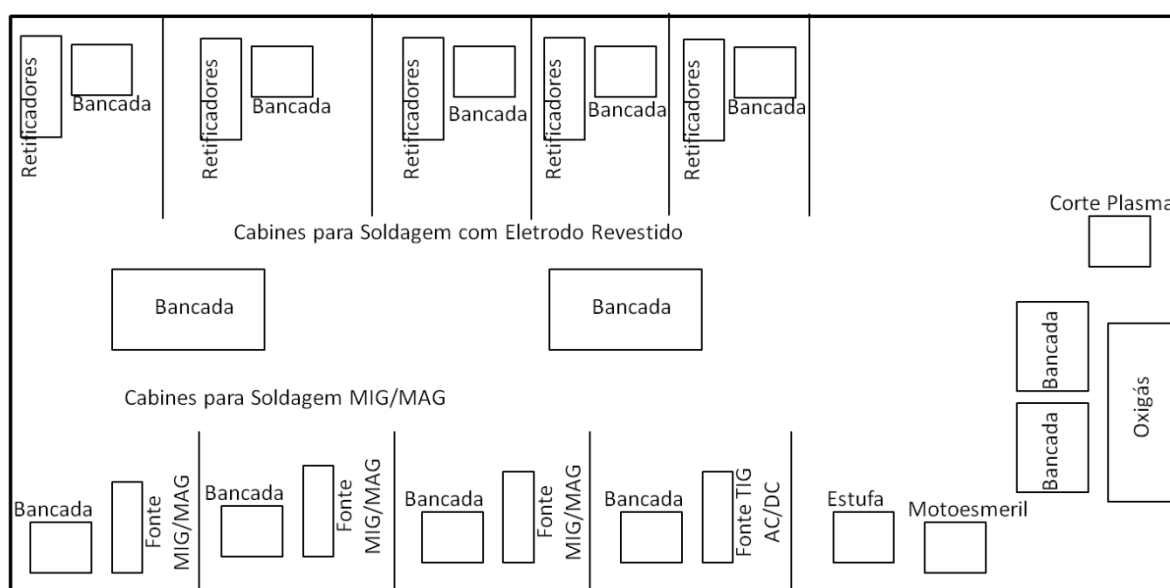 Retificadores
Bancada
Retificadores
Bancada
Retificadores
Bancada
Retificadores
Bancada
Retificadores
Bancada
Corte Plasma
Cabines para Soldagem com Eletrodo Revestido
Bancada
Bancada
Bancada
Oxigás
Bancada
Cabines para Soldagem MIG/MAG
Bancada
Fonte
MIG/MAG
Bancada
Fonte
MIG/MAG
Bancada
Fonte
MIG/MAG
Bancada
Fonte TIG
AC/DC
Estufa
Motoesmeril